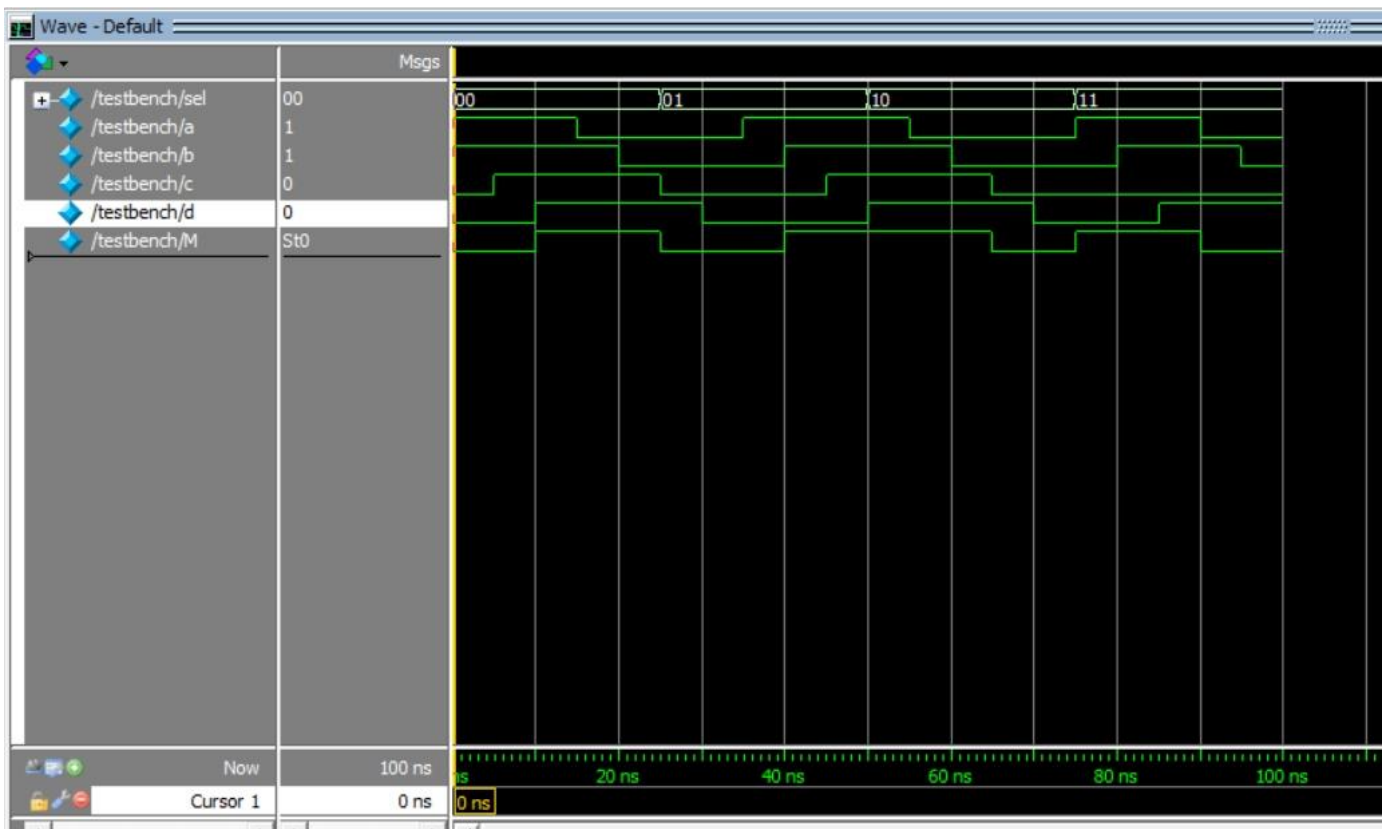 Wave - Default
Msgs
/testbench/sel 00 00 01 10 11
/testbench/a 1
/testbench/b 1
/testbench/c 0
/testbench/d 0
/testbench/M St0
Now 100 ns ns 20 ns 40 ns 60 ns 80 ns 100 ns
Cursor 1 0 ns 0 ns